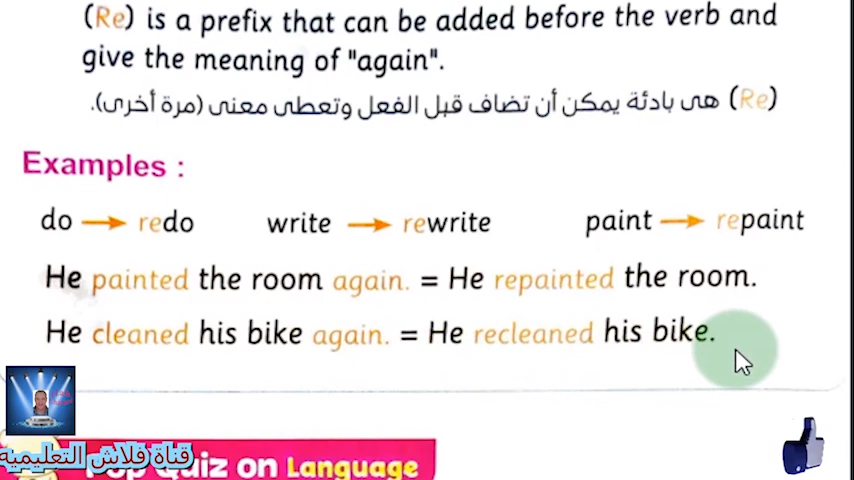 (Re) is a prefix that can be added before the verb and
give the meaning of "again".
(Re) هى بادئة يمكن أن تضاف قبل الفعل وتعطى معنى (مرة أخرى).
Examples :
do → redo write → rewrite paint → repaint
He painted the room again. = He repainted the room.
He cleaned his bike again. = He recleaned his bike.
قناة فلاش التعليمية
Quiz on Language